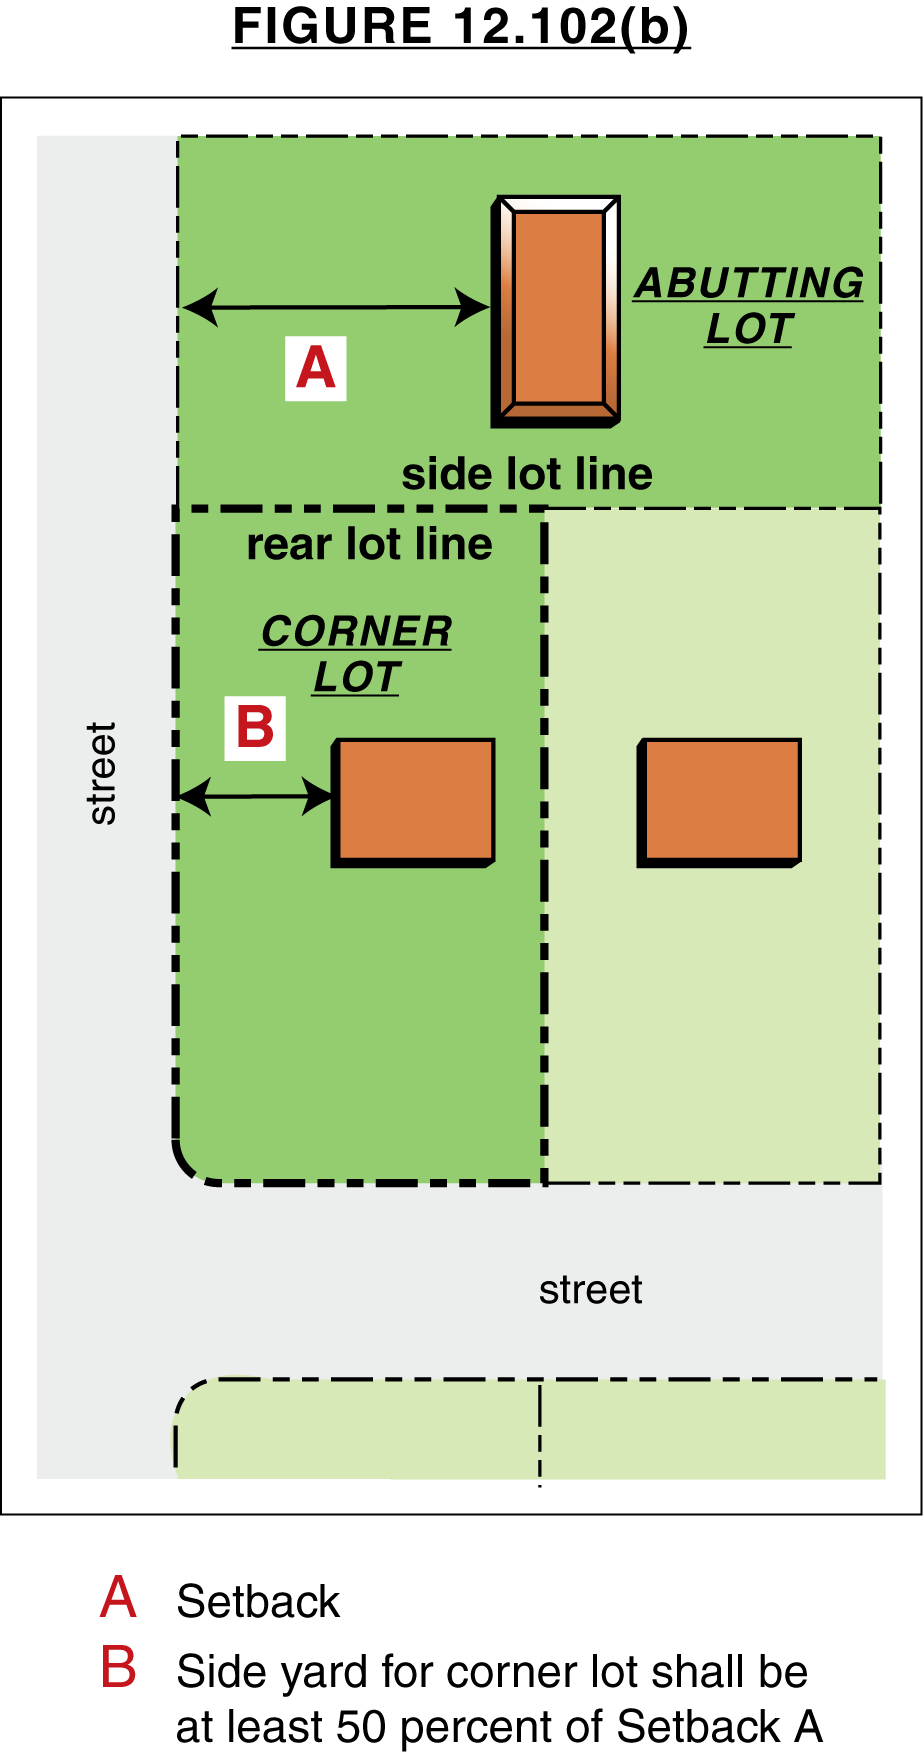 FIGURE 12.102(b)
ABUTTING
LOT
A
side lot line
rear lot line
CORNER
LOT
B
street
street
A Setback
B Side yard for corner lot shall be
at least 50 percent of Setback A